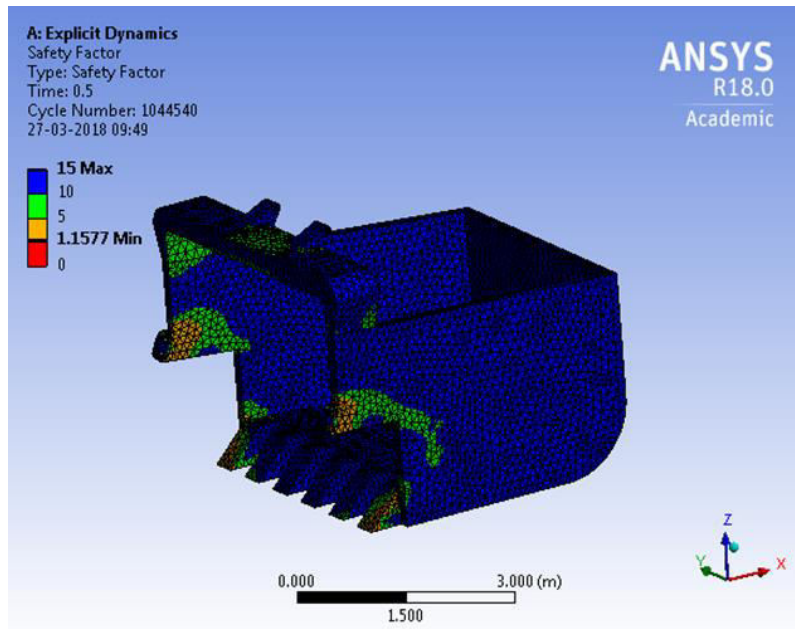 A: Explicit Dynamics
Safety Factor
Type: Safety Factor
Time: 0.5
Cycle Number: 1044540
27-03-2018 09:49
15 Max
10
5
1.1577 Min
0
ANSYS
R18.0
Academic
0.000
3.000 (m)
1.500
Z
Y
X